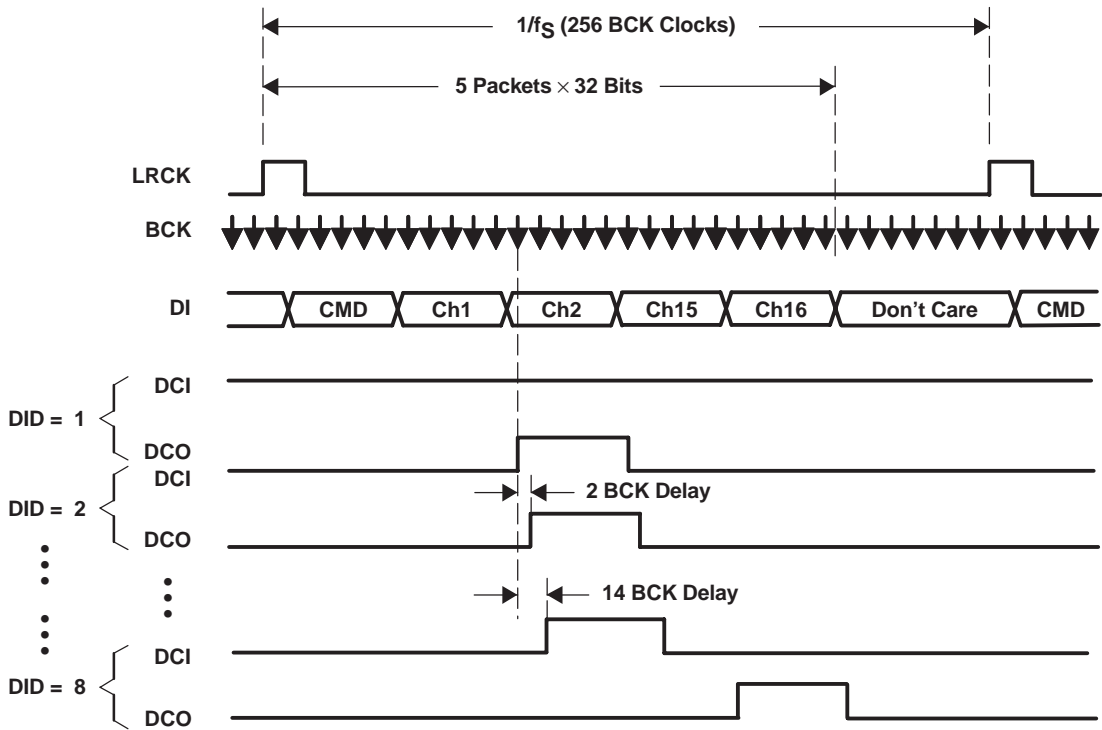 1/fS (256 BCK Clocks)
5 Packets × 32 Bits
LRCK
BCK
DI
CMD
Ch1
Ch2
Ch15
Ch16
Don't Care
CMD
DID = 1
DCI
DCO
DID = 2
DCI
2 BCK Delay
DCO
14 BCK Delay
DID = 8
DCI
DCO